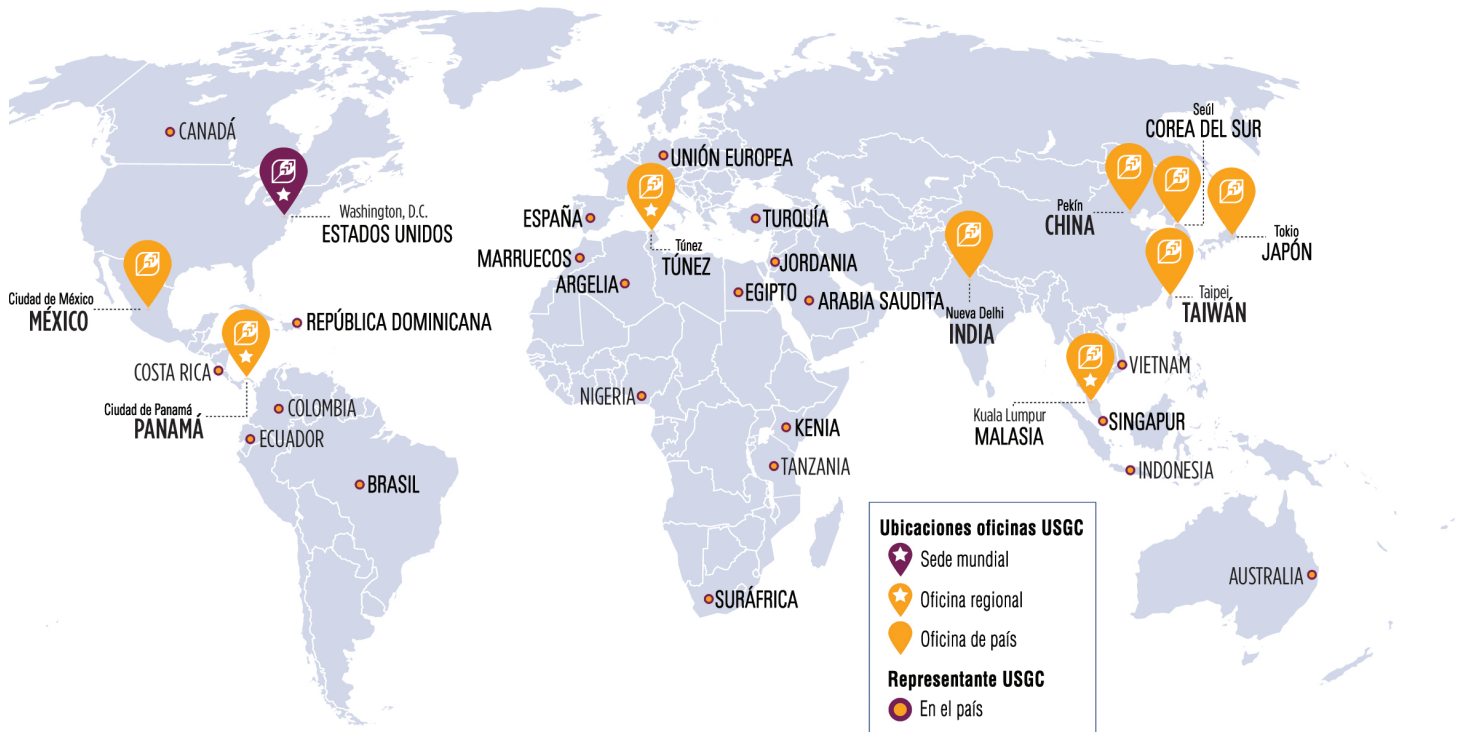 CANADÁ
Washington, D.C.
ESTADOS UNIDOS
Ciudad de México
MÉXICO
REPÚBLICA DOMINICANA
COSTA RICA
Ciudad de Panamá
PANAMÁ
COLOMBIA
ECUADOR
BRASIL
UNIÓN EUROPEA
ESPAÑA
TURQUÍA
MARRUECOS
Túnez
TÚNEZ
ARGELIA
JORDANIA
EGIPTO
ARABIA SAUDITA
NIGERIA
KENIA
TANZANIA
SURÁFRICA
Seúl
COREA DEL SUR
Pekín
CHINA
Tokio
JAPÓN
Nueva Delhi
INDIA
Taipei
TAIWÁN
VIETNAM
Kuala Lumpur
MALASIA
SINGAPUR
INDONESIA
AUSTRALIA
Ubicaciones oficinas USGC
Sede mundial
Oficina regional
Oficina de país
Representante USGC
En el país